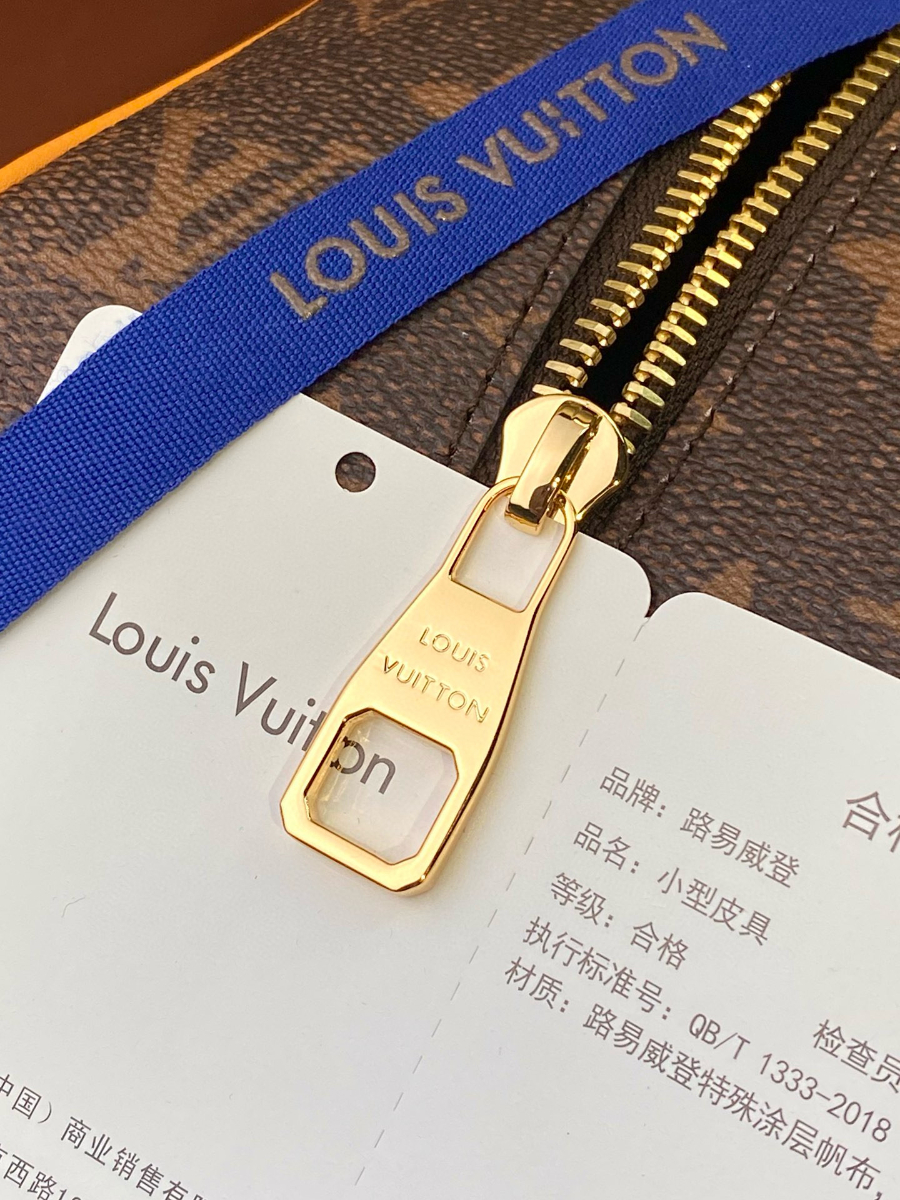 LOUIS VUITTON
Louis Vuitton
LOUIS
VUITTON
合
品牌：路易威登
品名：小型皮具
等级：合格
检查员
执行标准号：QB/T 1333-2018
材质：路易威登特殊涂层帆布，
中国）商业销售有
西路